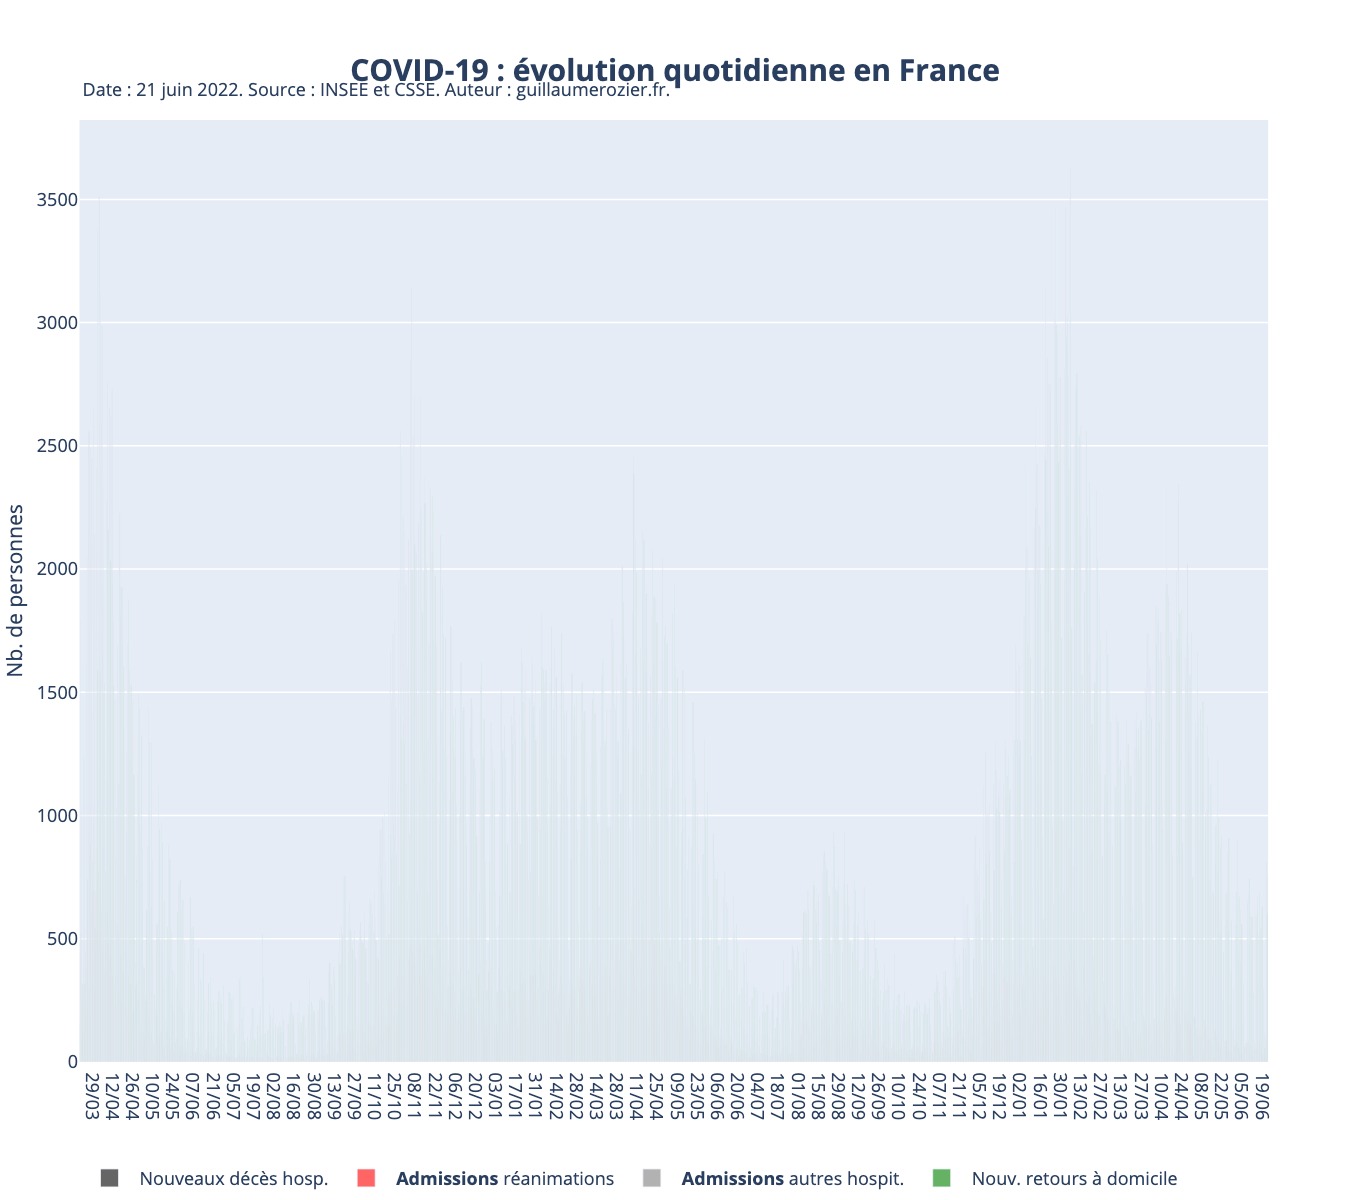 COVID-19 : évolution quotidienne en France
Date : 21 juin 2022. Source : INSEE et CSSE. Auteur : guillaumerozier.fr.
Nb. de personnes
3500
3000
2500
2000
1500
1000
500
0
29/03 12/04 26/04 10/05 24/05 07/06 21/06 05/07 19/07 02/08 16/08 30/08 13/09 27/09 11/10 25/10 08/11 22/11 06/12 20/12 03/01 17/01 31/01 14/02 28/02 14/03 28/03 11/04 25/04 09/05 23/05 06/06 20/06 04/07 18/07 01/08 15/08 29/08 12/09 26/09 10/10 24/10 07/11 21/11 05/12 19/12 02/01 16/01 30/01 13/02 27/02 13/03 27/03 10/04 24/04 08/05 22/05 05/06 19/06
Nouveaux décès hosp. Admissions réanimations Admissions autres hospit. Nouv. retours à domicile